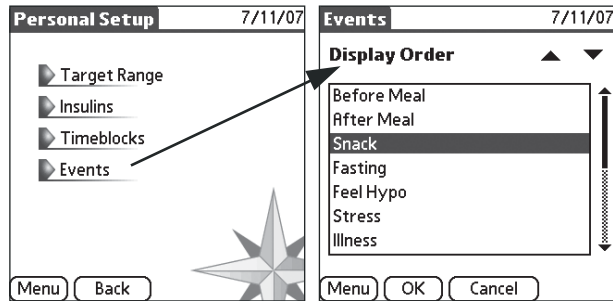 Personal Setup 7/11/07
Target Range
Insulins
Timeblocks
Events
Menu Back
Events 7/11/07
Display Order
Before Meal
After Meal
Snack
Fasting
Feel Hypo
Stress
Illness
Menu OK Cancel